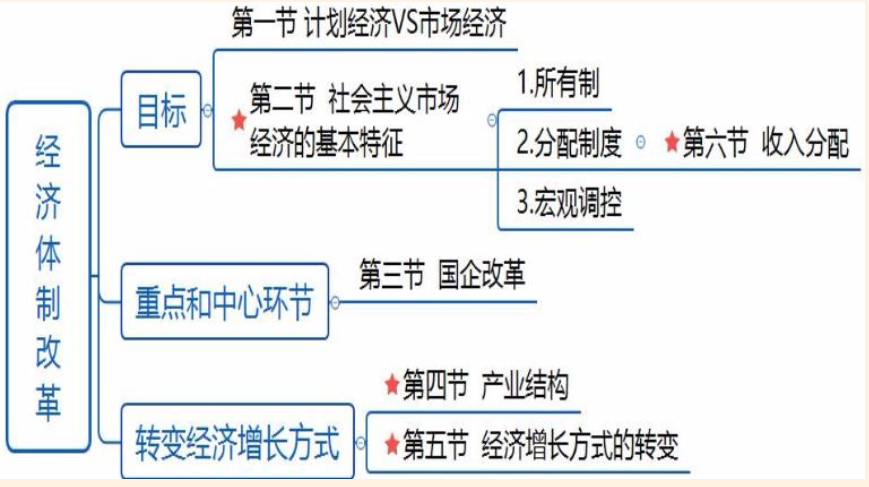 经济体制改革
目标
第一节 计划经济VS市场经济
★第二节 社会主义市场
经济的基本特征
1.所有制
2.分配制度
★第六节 收入分配
3.宏观调控
重点和中心环节
第三节 国企改革
转变经济增长方式
★第四节 产业结构
★第五节 经济增长方式的转变